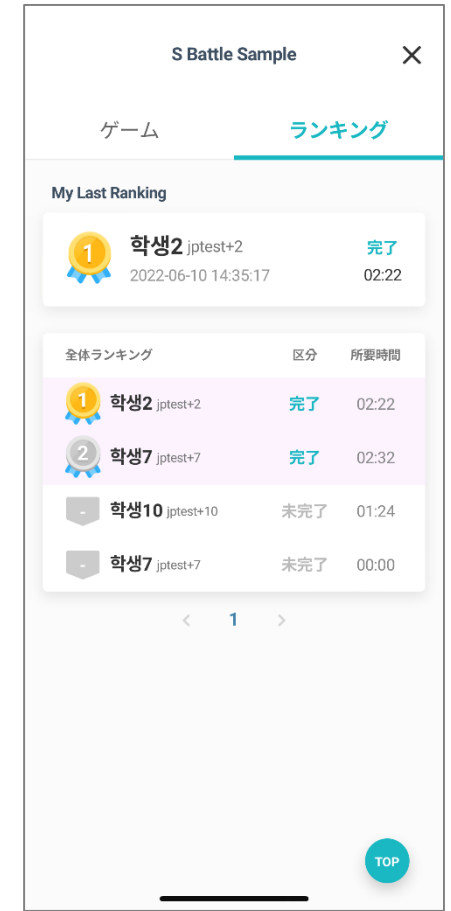 S Battle Sample
ゲーム ランキング
My Last Ranking
1 학생2 jptest+2 完了
2022-06-10 14:35:17 02:22
全体ランキング 区分 所要時間
1 학생2 jptest+2 完了 02:22
2 학생7 jptest+7 完了 02:32
- 학생10 jptest+10 未完了 01:24
- 학생7 jptest+7 未完了 00:00
< 1 >
TOP